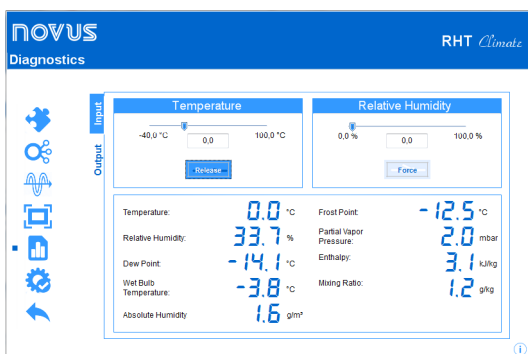 novus
RHT Climate
Diagnostics
Input
Output
Temperature
-40,0 °C
0,0
100,0 °C
Release
Relative Humidity
0,0 %
0,0
100,0 %
Force
Temperature: 0.0 °C
Relative Humidity: 33.7 %
Dew Point: -14.1 °C
Wet Bulb
Temperature: -3.8 °C
Absolute Humidity 1.6 g/m³
Frost Point: -12.5 °C
Partial Vapor
Pressure: 2.0 mbar
Enthalpy: 3.1 kJ/kg
Mixing Ratio: 1.2 g/kg
i